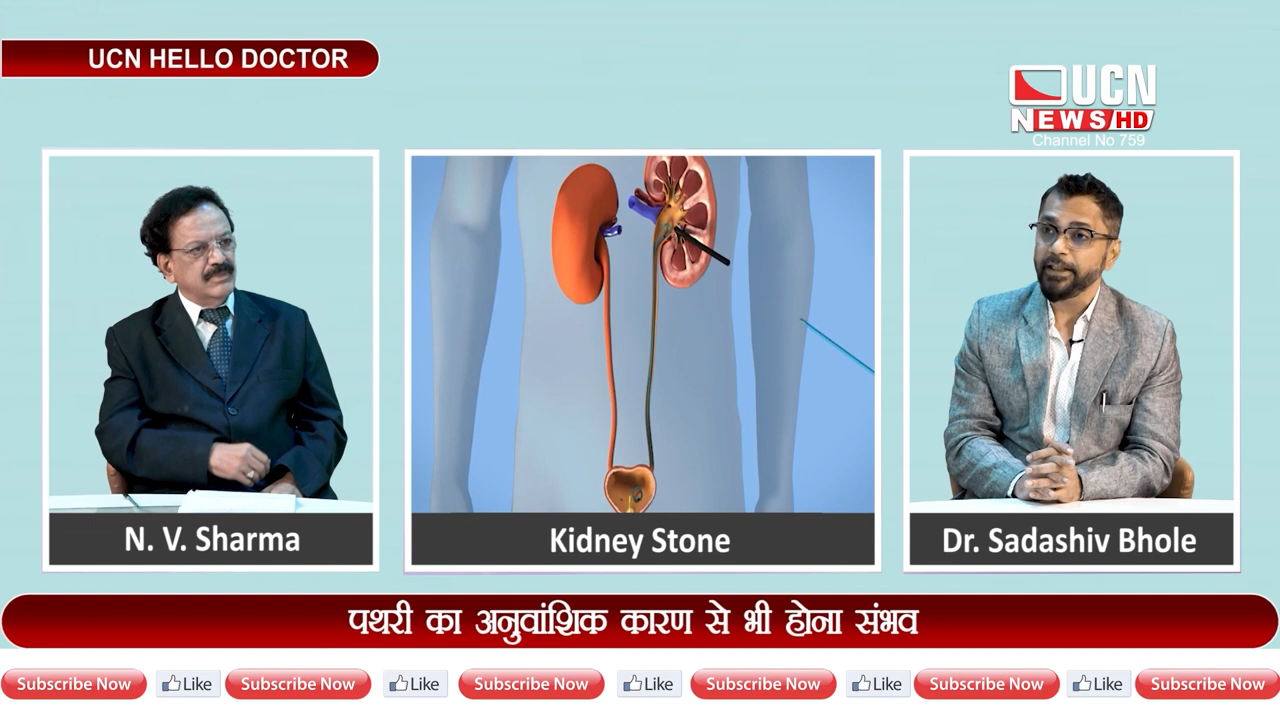 UCN HELLO DOCTOR
UCN
NEWS HD
Channel No 759
N. V. Sharma
Kidney Stone
Dr. Sadashiv Bhole
पथरी का अनुवांशिक कारण से भी होना संभव
Subscribe Now Like Subscribe Now Like Subscribe Now Like Subscribe Now Like Subscribe Now Like Subscribe Now